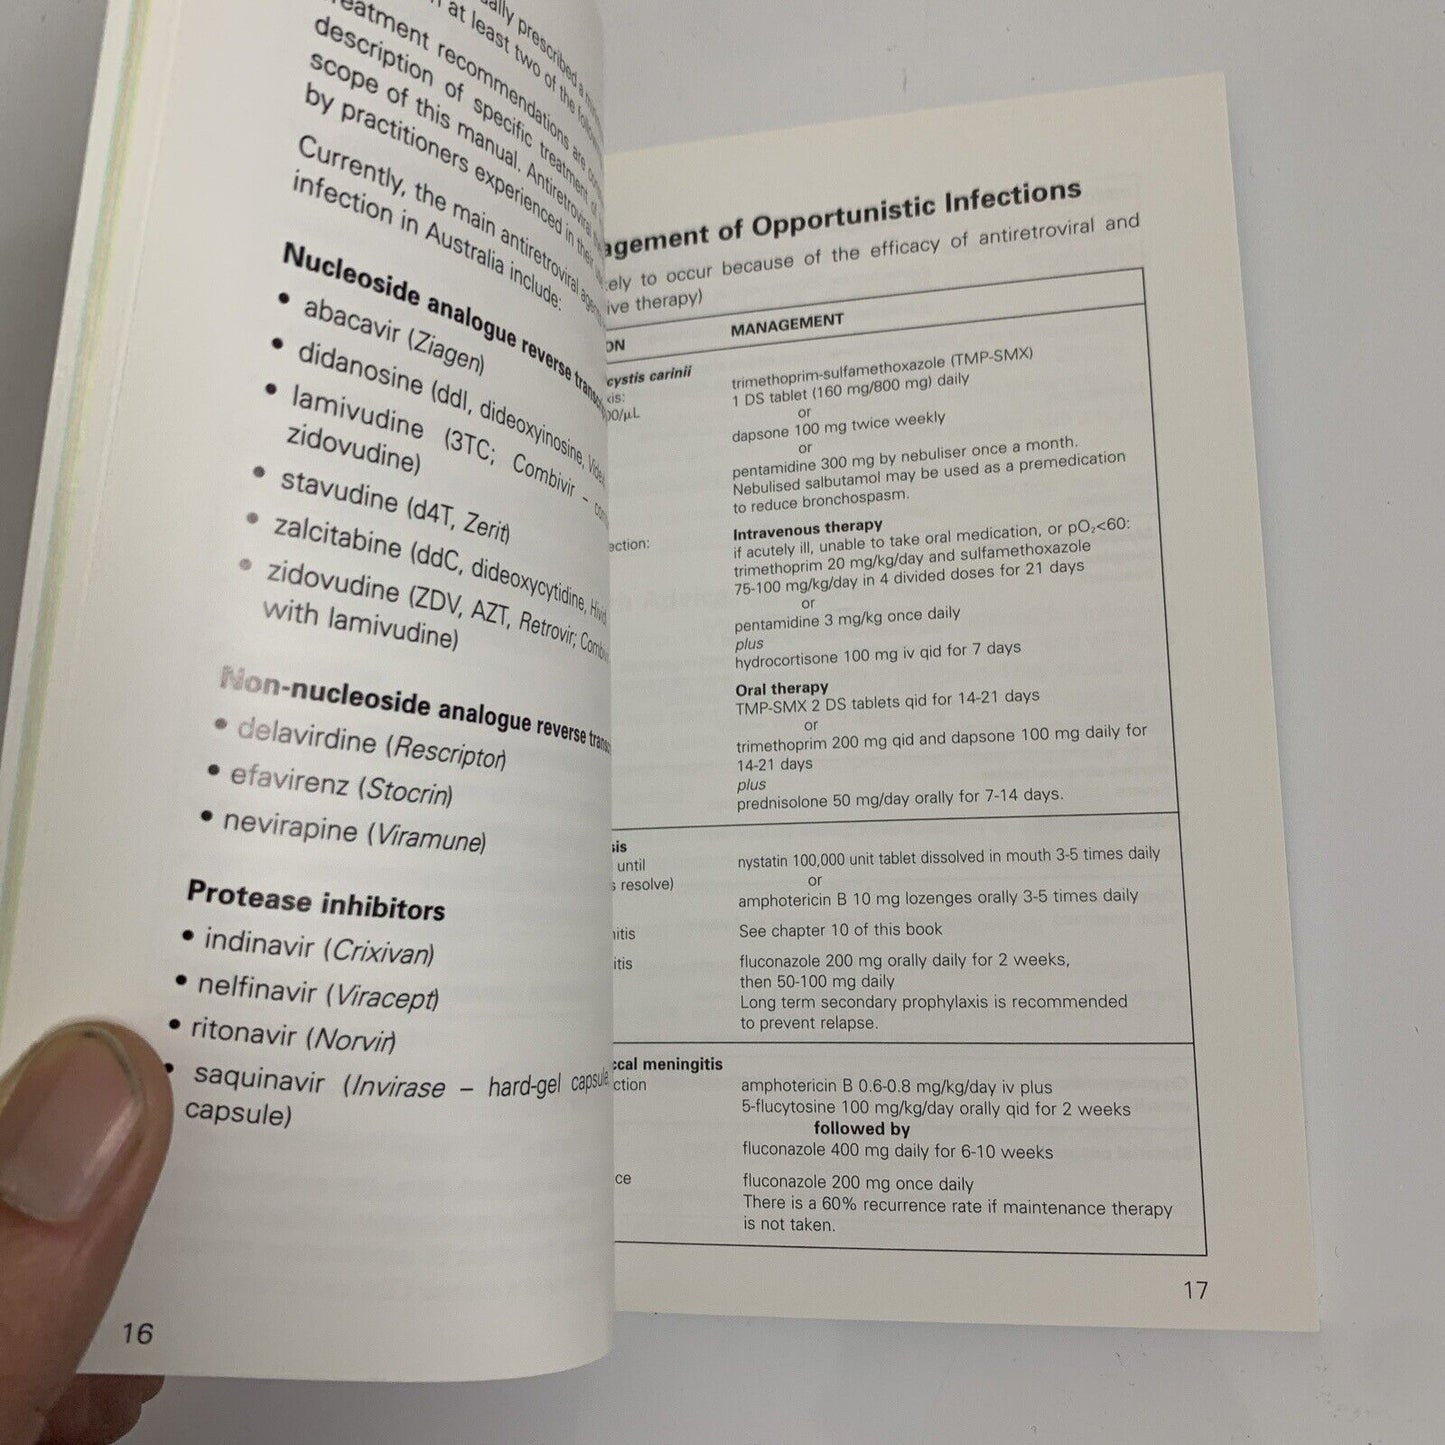 ally prescribed a
at least two of the
treatment recommendations are
description of specific treatment
scope of this manual. Antiretroviral
by practitioners experienced in their
Currently, the main antiretroviral
infection in Australia include:
Nucleoside analogue reverse
• abacavir (Ziagen)
• didanosine (ddI, dideoxyinosine,
• lamivudine (3TC; Combivir –
zidovudine)
• stavudine (d4T, Zerit)
• zalcitabine (ddC, dideoxycytidine,
• zidovudine (ZDV, AZT, Retrovir;
with lamivudine)
Non-nucleoside analogue reverse
• delavirdine (Rescriptor)
• efavirenz (Stocrin)
• nevirapine (Viramune)
Protease inhibitors
• indinavir (Crixivan)
• nelfinavir (Viracept)
• ritonavir (Norvir)
• saquinavir (Invirase – hard-gel capsule
capsule)
16
agement of Opportunistic Infections
ely to occur because of the efficacy of antiretroviral and
ive therapy)
ON MANAGEMENT
cystis carinii
is:
00/µL
trimethoprim-sulfamethoxazole (TMP-SMX)
1 DS tablet (160 mg/800 mg) daily
or
dapsone 100 mg twice weekly
or
pentamidine 300 mg by nebuliser once a month.
Nebulised salbutamol may be used as a premedication
to reduce bronchospasm.
ection:
Intravenous therapy
if acutely ill, unable to take oral medication, or pO₂<60:
trimethoprim 20 mg/kg/day and sulfamethoxazole
75-100 mg/kg/day in 4 divided doses for 21 days
or
pentamidine 3 mg/kg once daily
plus
hydrocortisone 100 mg iv qid for 7 days
Oral therapy
TMP-SMX 2 DS tablets qid for 14-21 days
or
trimethoprim 200 mg qid and dapsone 100 mg daily for
14-21 days
plus
prednisolone 50 mg/day orally for 7-14 days.
sis
until
s resolve)
nystatin 100,000 unit tablet dissolved in mouth 3-5 times daily
or
amphotericin B 10 mg lozenges orally 3-5 times daily
nitis See chapter 10 of this book
itis fluconazole 200 mg orally daily for 2 weeks,
then 50-100 mg daily
Long term secondary prophylaxis is recommended
to prevent relapse.
ccal meningitis
ction amphotericin B 0.6-0.8 mg/kg/day iv plus
5-flucytosine 100 mg/kg/day orally qid for 2 weeks
followed by
fluconazole 400 mg daily for 6-10 weeks
ce fluconazole 200 mg once daily
There is a 60% recurrence rate if maintenance therapy
is not taken.
17